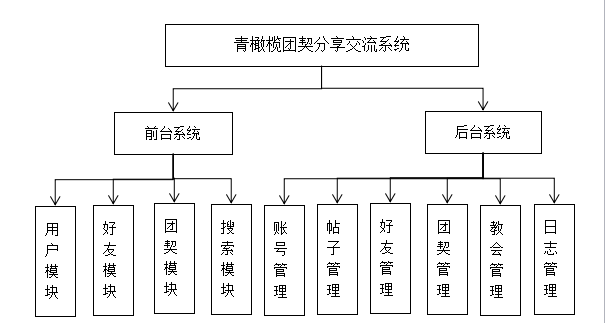 青橄榄团契分享交流系统
前台系统
后台系统
用户模块
好友模块
团契模块
搜索模块
账号管理
帖子管理
好友管理
团契管理
教会管理
日志管理